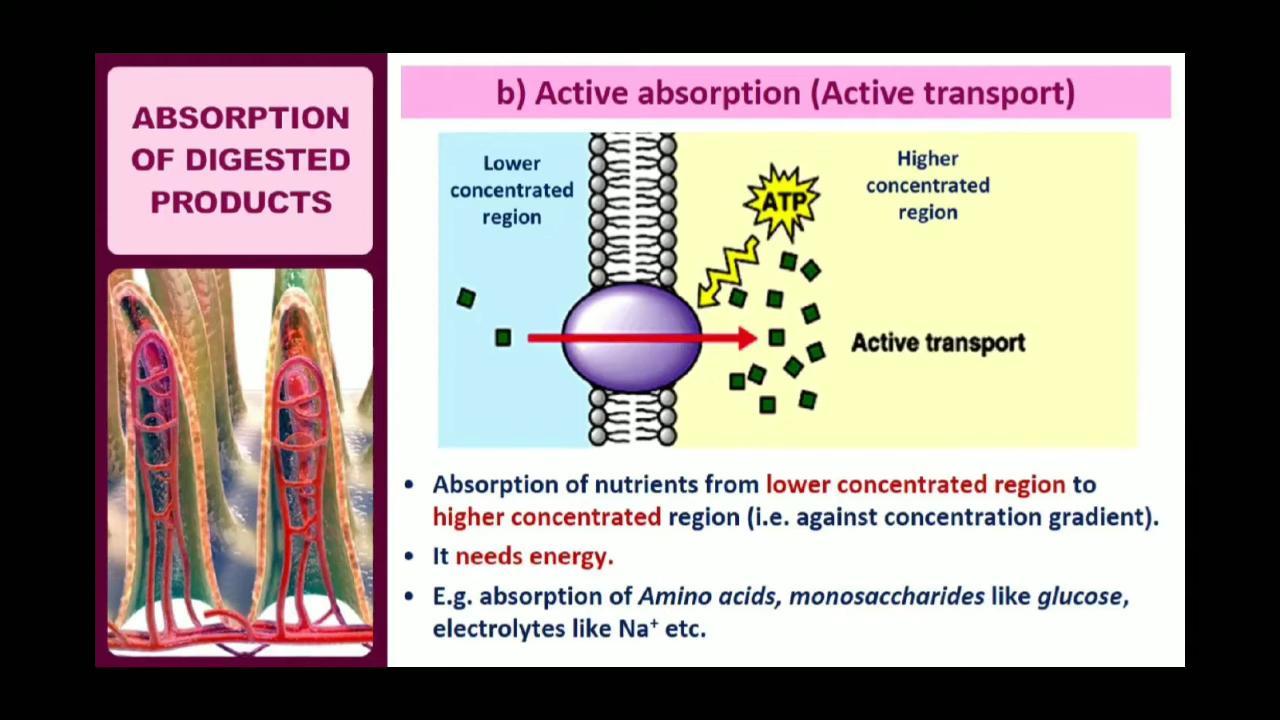 ABSORPTION
OF DIGESTED
PRODUCTS
b) Active absorption (Active transport)
Lower
concentrated
region
ATP
Higher
concentrated
region
Active transport
• Absorption of nutrients from lower concentrated region to
higher concentrated region (i.e. against concentration gradient).
• It needs energy.
• E.g. absorption of Amino acids, monosaccharides like glucose,
electrolytes like Na⁺ etc.